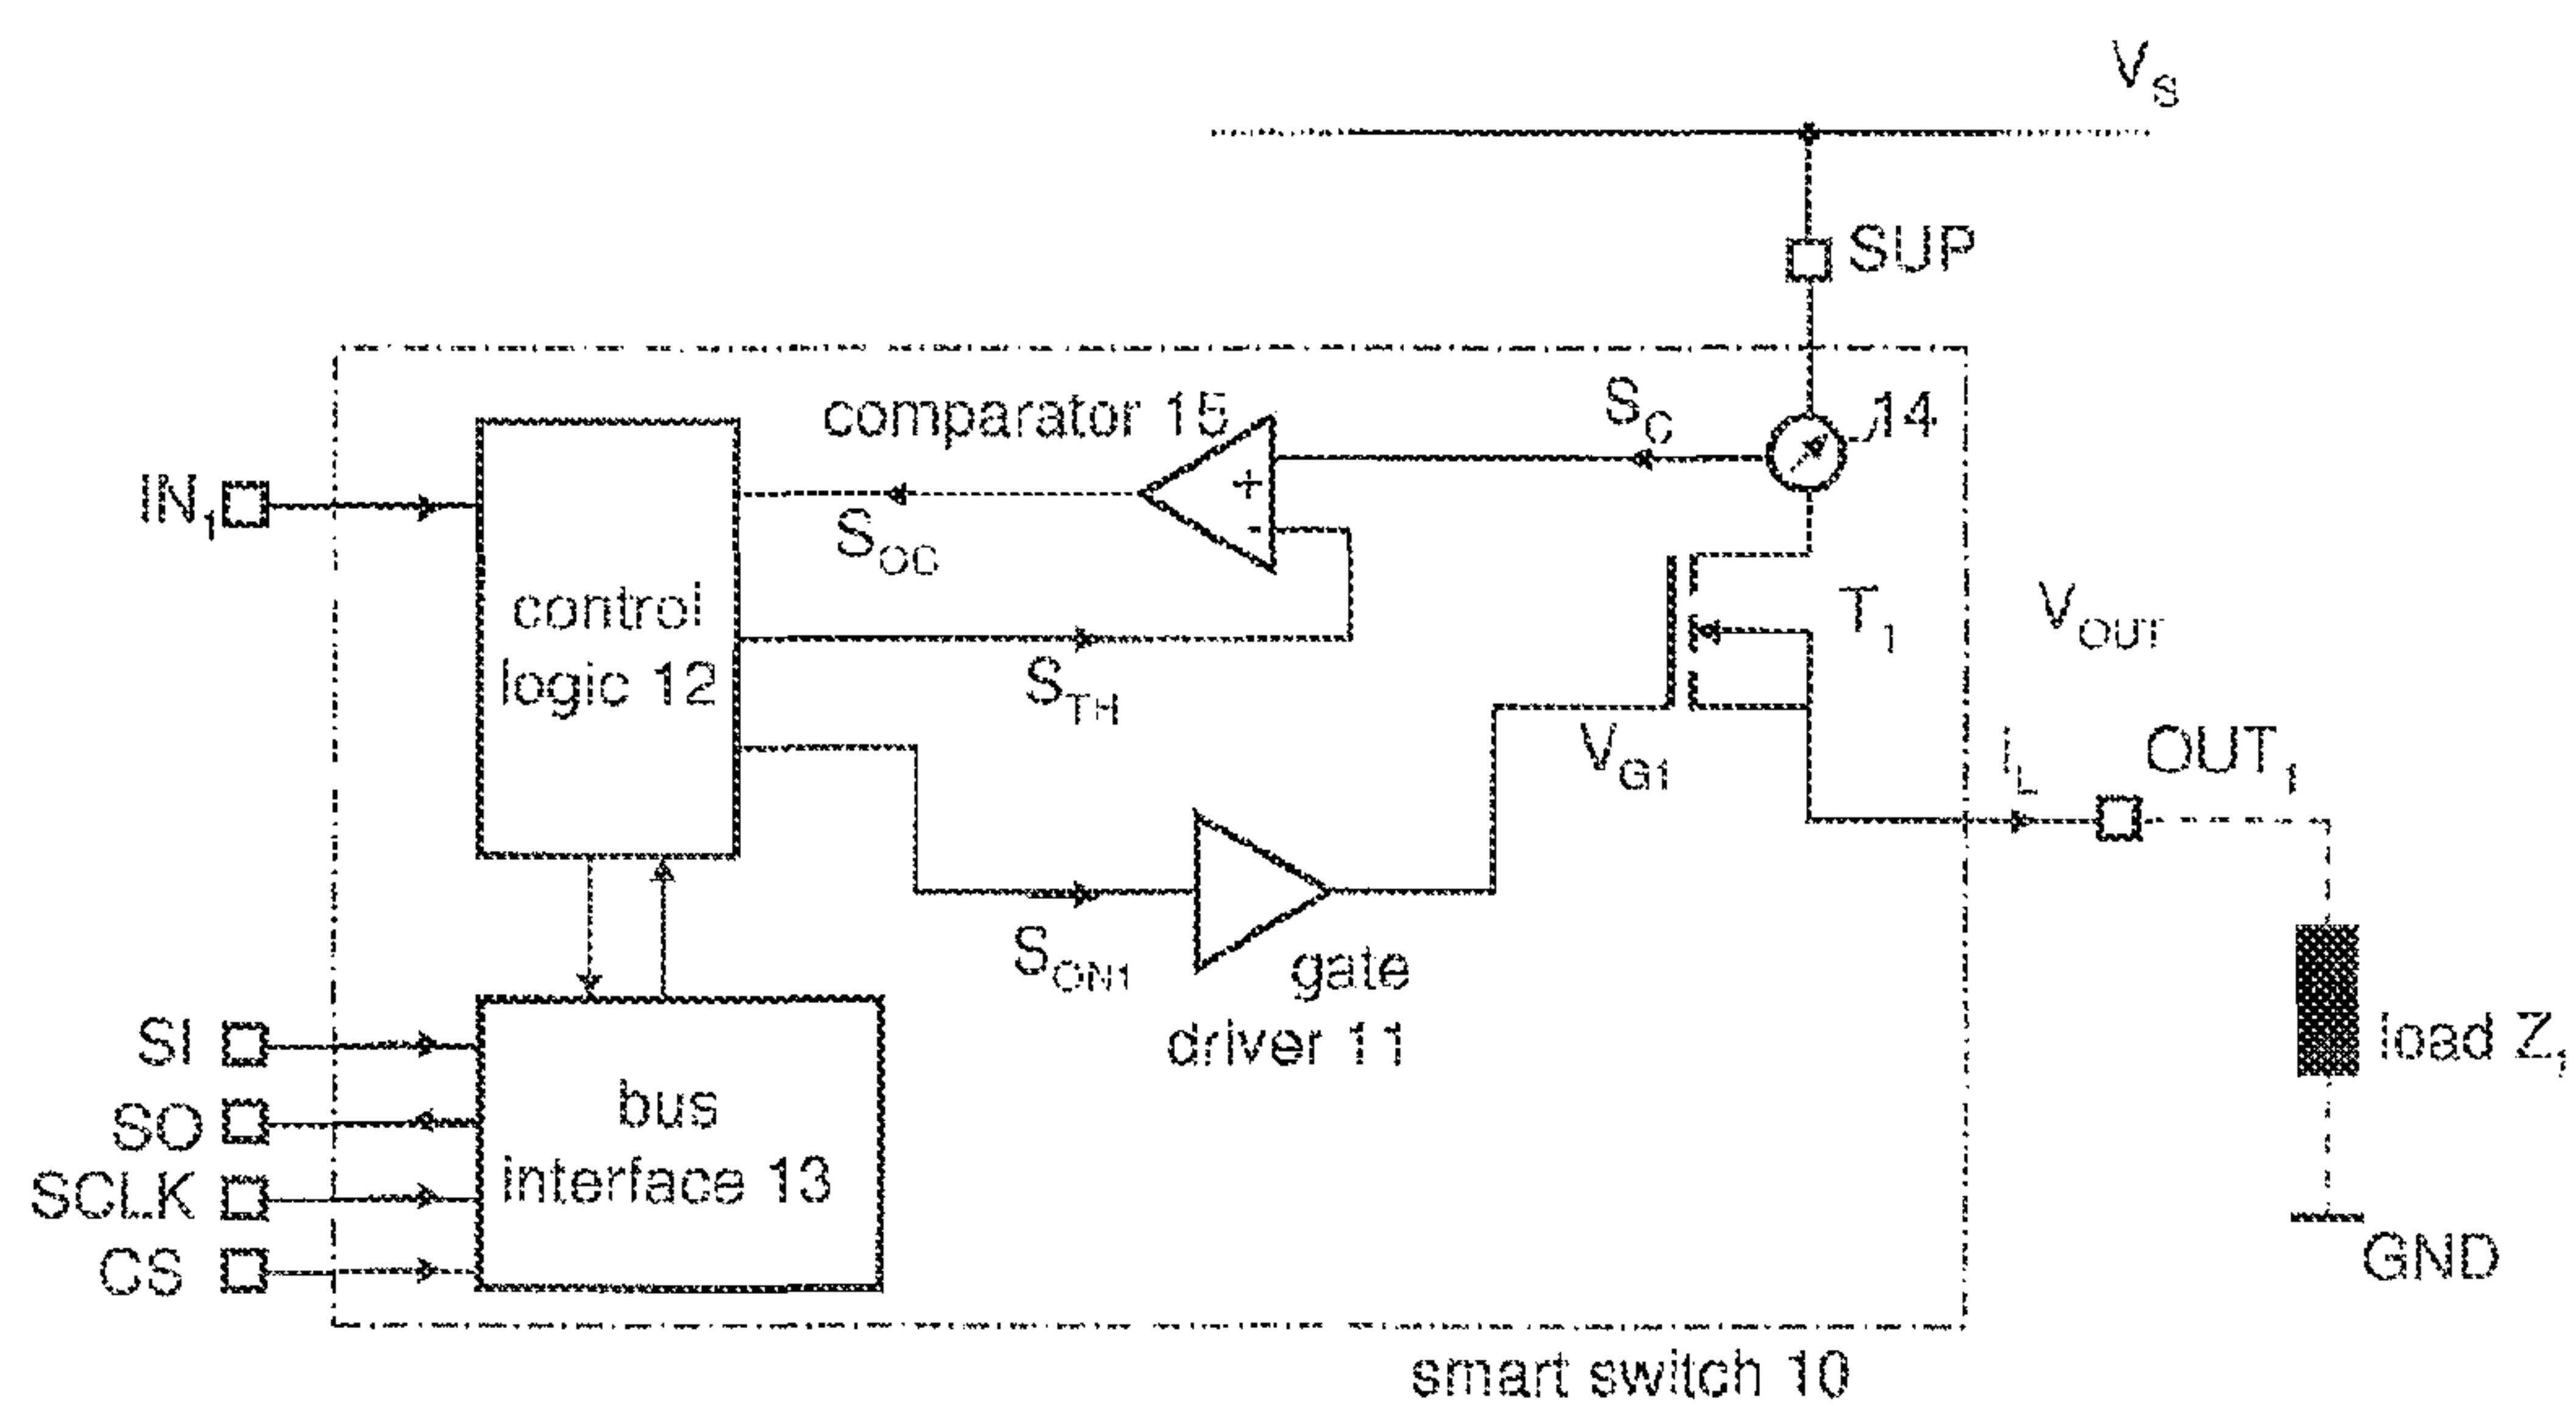 V_S
SUP
comparator 15
S_C
14
IN_1
+
-
S_OC
control
logic 12
T_1
V_OUT
S_TH
V_G1
I_L
OUT_1
S_ON1
gate
driver 11
SI
SO
SCLK
CS
bus
interface 13
load Z_1
GND
smart switch 10